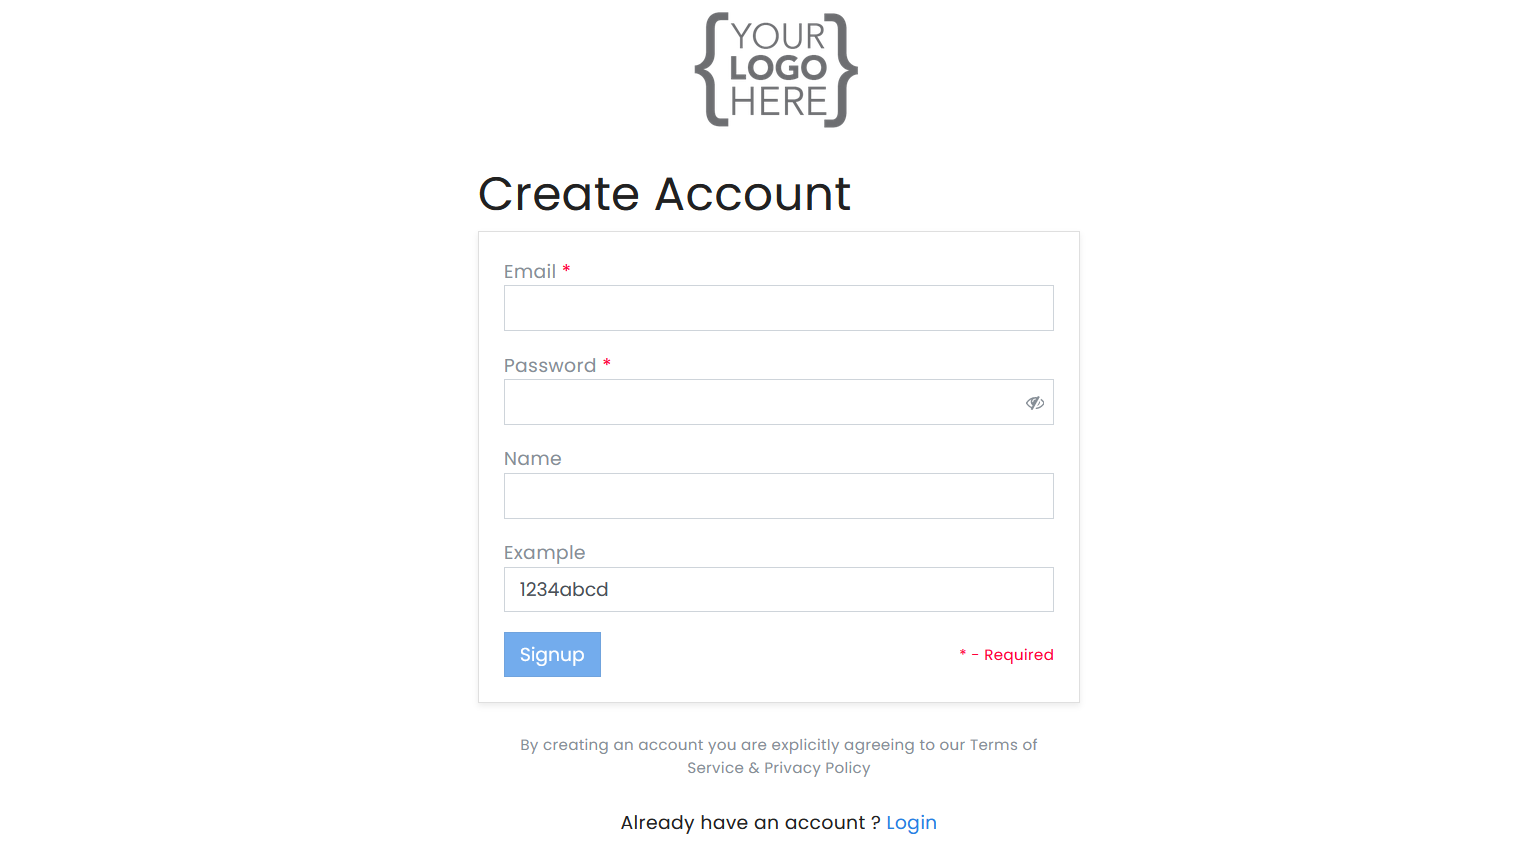 YOUR
LOGO
HERE
Create Account
Email *
Password *
Name
Example
1234abcd
Signup
* - Required
By creating an account you are explicitly agreeing to our Terms of
Service & Privacy Policy
Already have an account ? Login